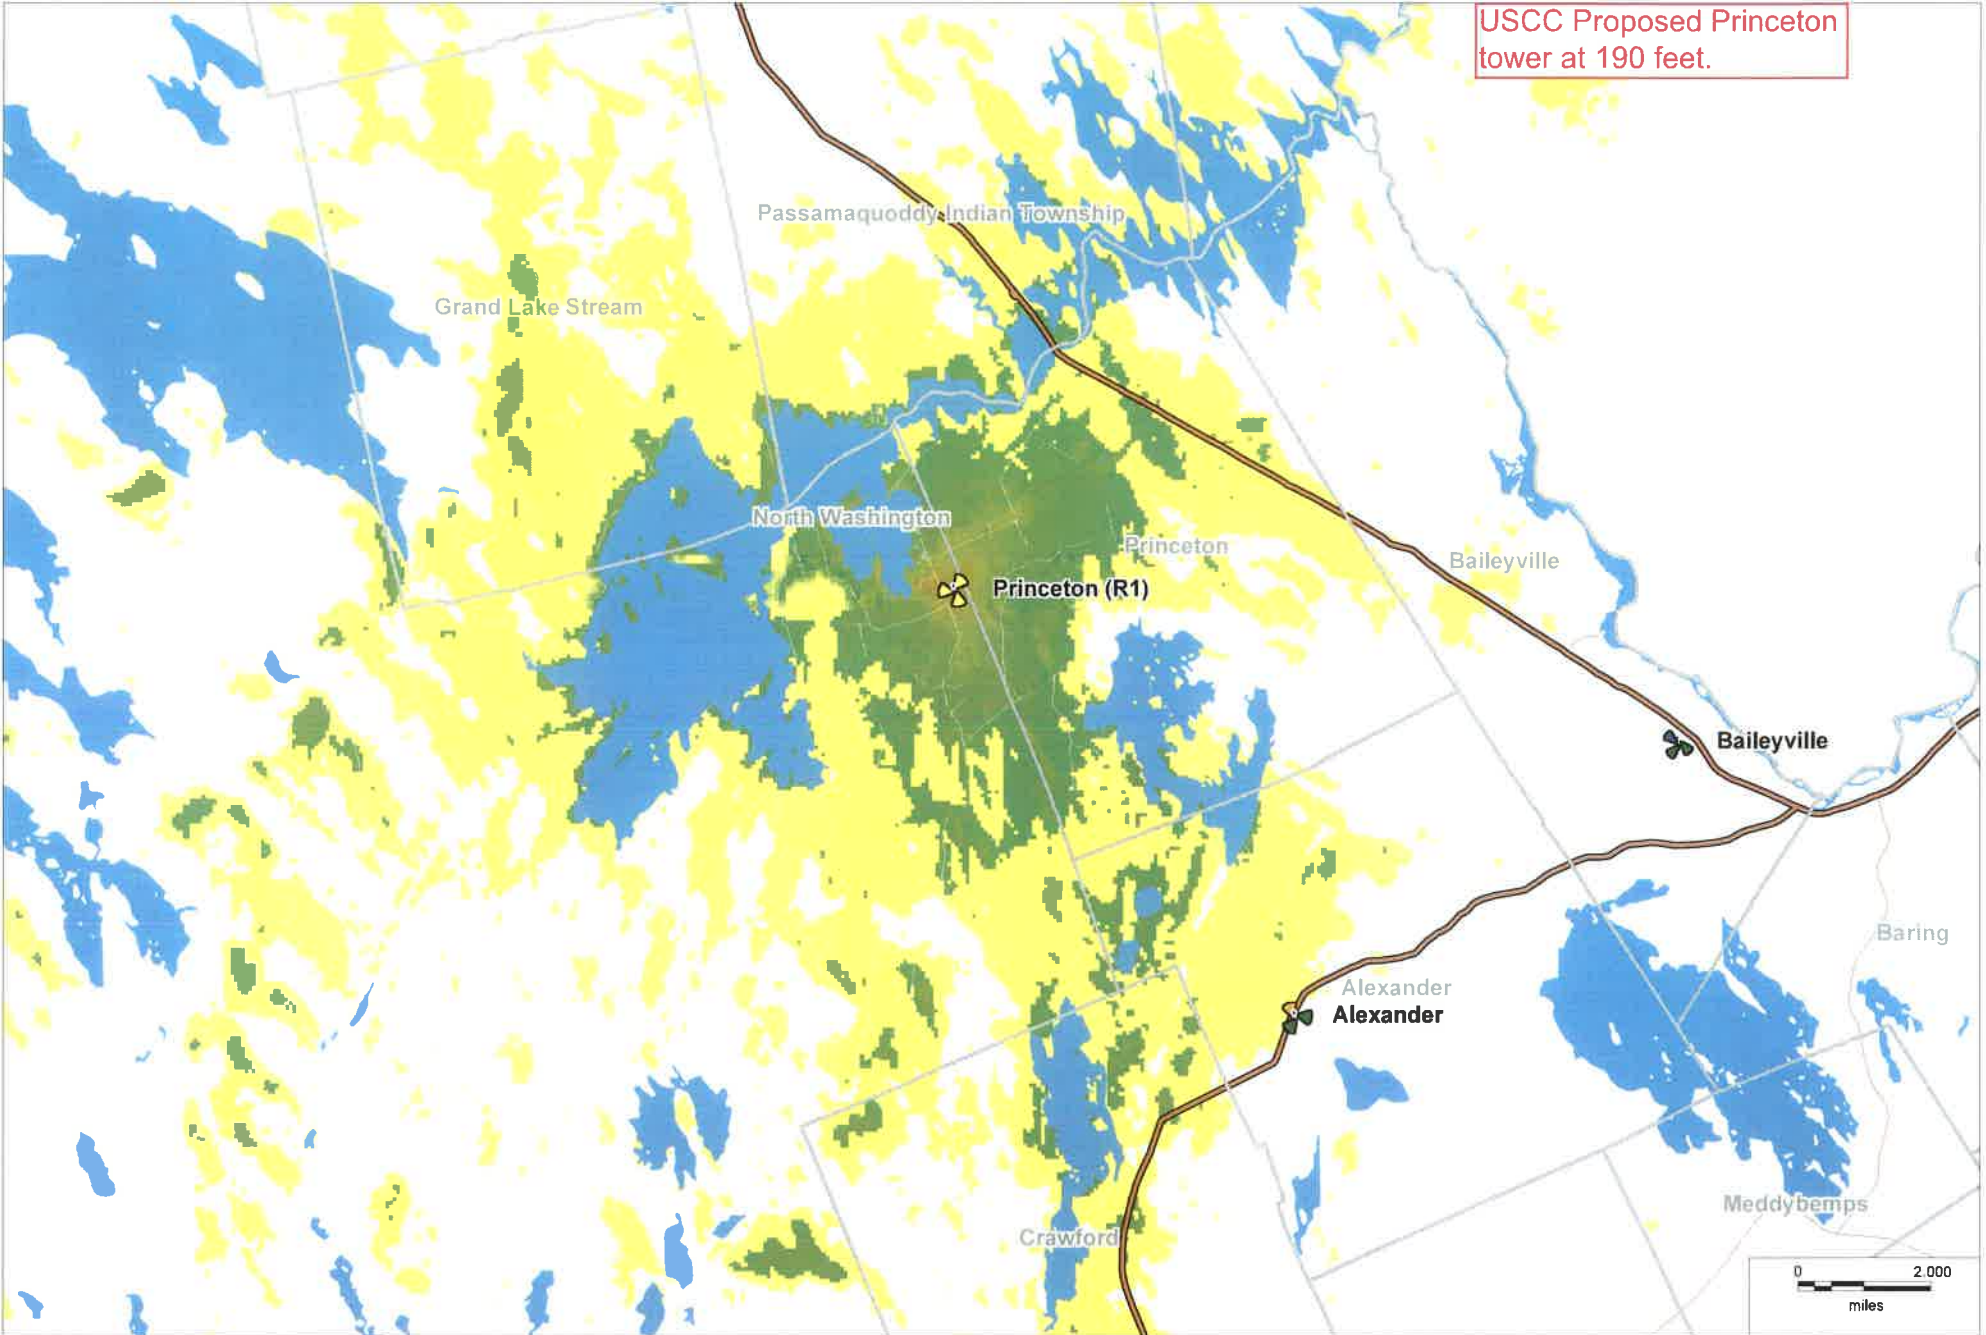 USCC Proposed Princeton
tower at 190 feet.
Passamaquoddy Indian Township
Grand Lake Stream
North Washington
Princeton
Baileyville
Princeton (R1)
Baileyville
Baring
Alexander
Alexander
Meddybemps
Crawford
0 2.000
miles